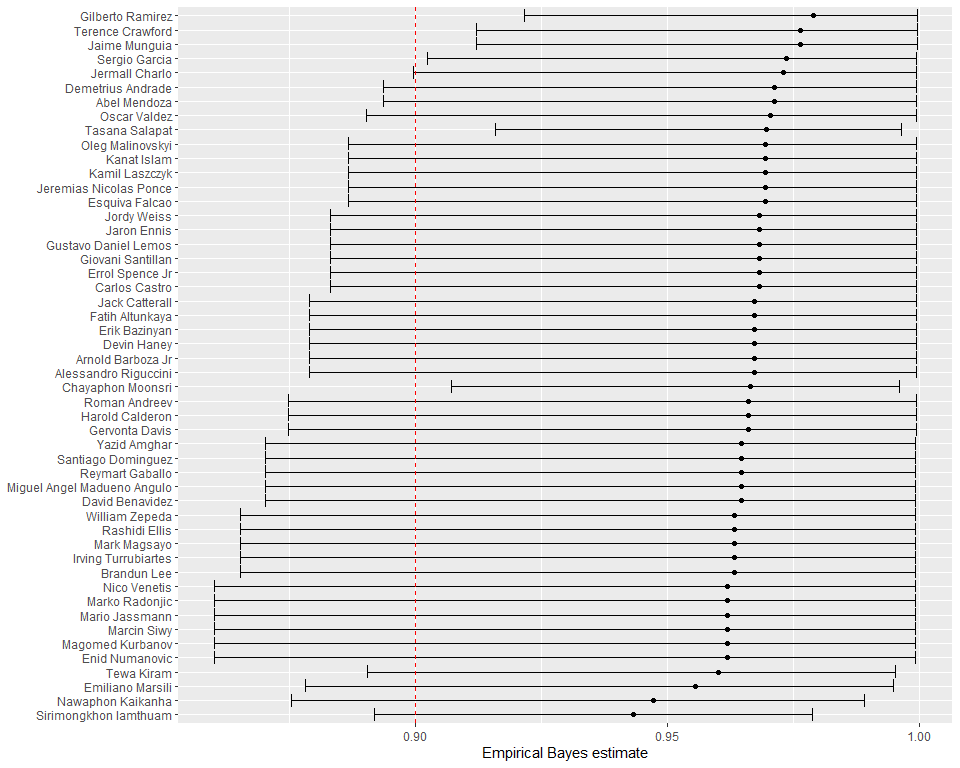 Gilberto Ramirez
Terence Crawford
Jaime Munguia
Sergio Garcia
Jermall Charlo
Demetrius Andrade
Abel Mendoza
Oscar Valdez
Tasana Salapat
Oleg Malinovskyi
Kanat Islam
Kamil Laszczyk
Jeremias Nicolas Ponce
Esquiva Falcao
Jordy Weiss
Jaron Ennis
Gustavo Daniel Lemos
Giovani Santillan
Errol Spence Jr
Carlos Castro
Jack Catterall
Fatih Altunkaya
Erik Bazinyan
Devin Haney
Arnold Barboza Jr
Alessandro Riguccini
Chayaphon Moonsri
Roman Andreev
Harold Calderon
Gervonta Davis
Yazid Amghar
Santiago Dominguez
Reymart Gaballo
Miguel Angel Madueno Angulo
David Benavidez
William Zepeda
Rashidi Ellis
Mark Magsayo
Irving Turrubiartes
Brandun Lee
Nico Venetis
Marko Radonjic
Mario Jassmann
Marcin Siwy
Magomed Kurbanov
Enid Numanovic
Tewa Kiram
Emiliano Marsili
Nawaphon Kaikanha
Sirimongkhon Iamthuam
0.90 0.95 1.00
Empirical Bayes estimate